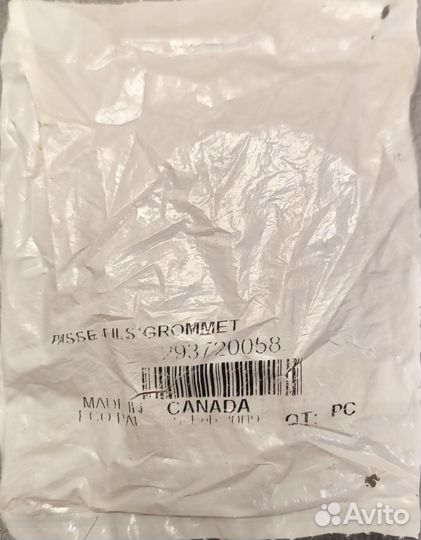 PASSE FILS*GROMMET
293720058
MADE IN CANADA
QT: PC
Avito